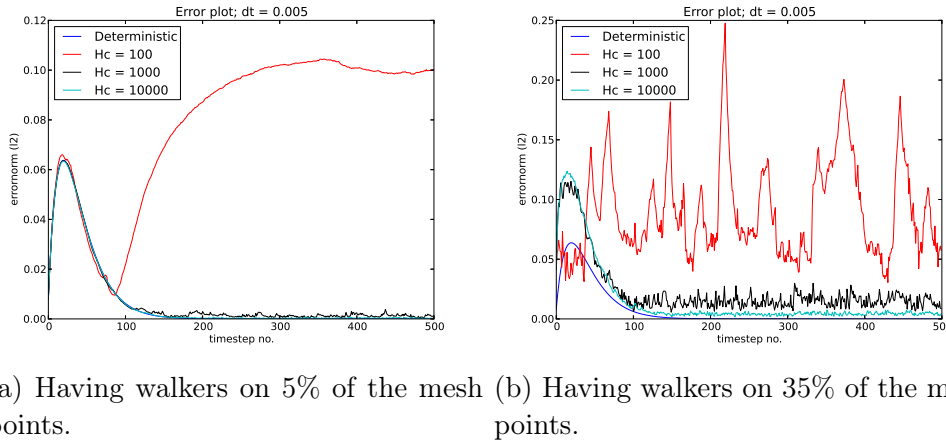 Error plot; dt = 0.005
errornorm (l2)
0.12
0.10
0.08
0.06
0.04
0.02
0.00
Deterministic
Hc = 100
Hc = 1000
Hc = 10000
0 100 200 300 400 500
timestep no.
Error plot; dt = 0.005
errornorm (l2)
0.25
0.20
0.15
0.10
0.05
0.00
Deterministic
Hc = 100
Hc = 1000
Hc = 10000
0 100 200 300 400 500
timestep no.
a) Having walkers on 5% of the mesh
points.
(b) Having walkers on 35% of the m
points.